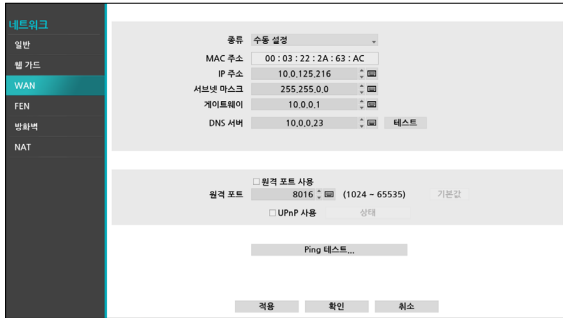 네트워크
일반
웹 가드
WAN
FEN
방화벽
NAT
종류 수동 설정
MAC 주소 00 : 03 : 22 : 2A : 63 : AC
IP 주소 10,0,125,216
서브넷 마스크 255,255,0,0
게이트웨이 10,0,0,1
DNS 서버 10,0,0,23 테스트
원격 포트 사용
원격 포트 8016 (1024 ~ 65535) 기본값
UPnP 사용 상태
Ping 테스트...
적용 확인 취소